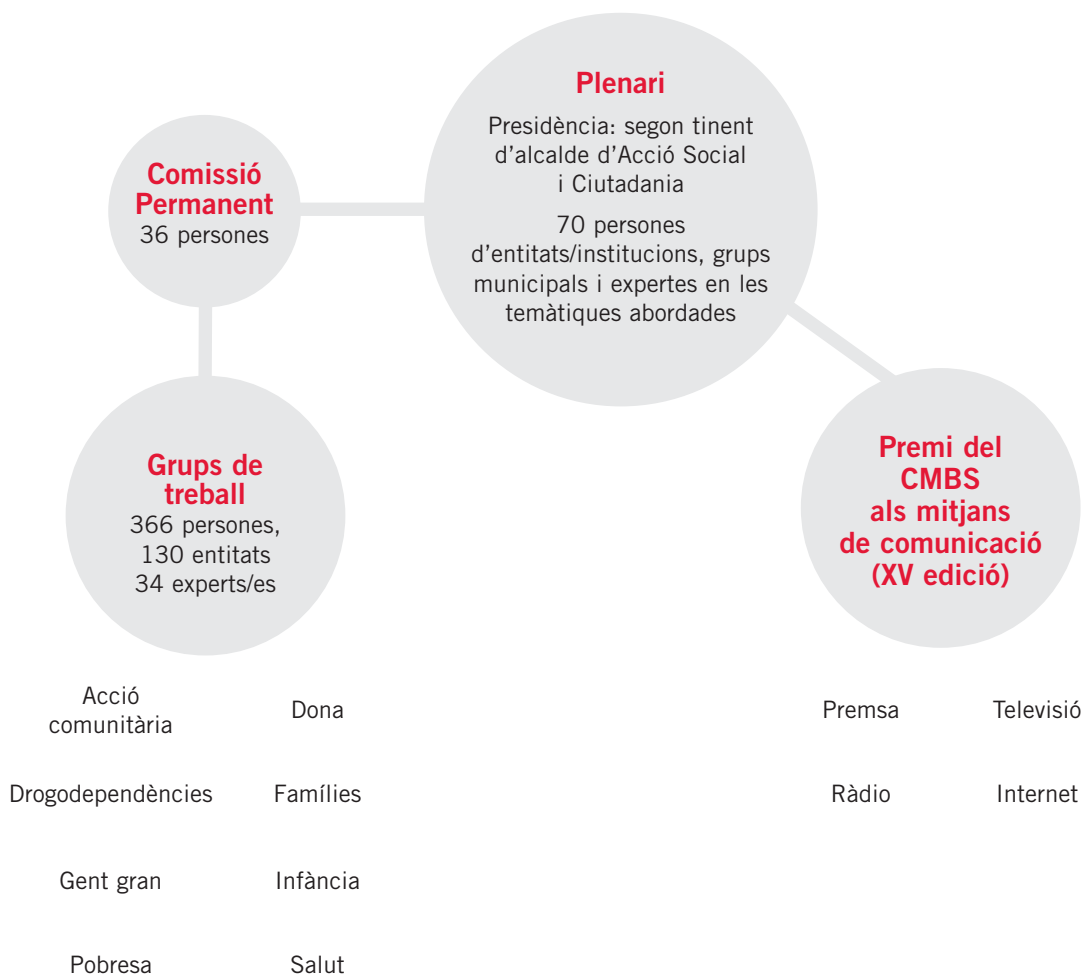 Plenari
Presidència: segon tinent
d’alcalde d’Acció Social
i Ciutadania
70 persones
d’entitats/institucions, grups
municipals i expertes en les
temàtiques abordades
Comissió
Permanent
36 persones
Grups de
treball
366 persones,
130 entitats
34 experts/es
Premi del
CMBS
als mitjans
de comunicació
(XV edició)
Acció
comunitària
Dona
Drogodependències
Famílies
Gent gran
Infància
Pobresa
Salut
Premsa
Televisió
Ràdio
Internet